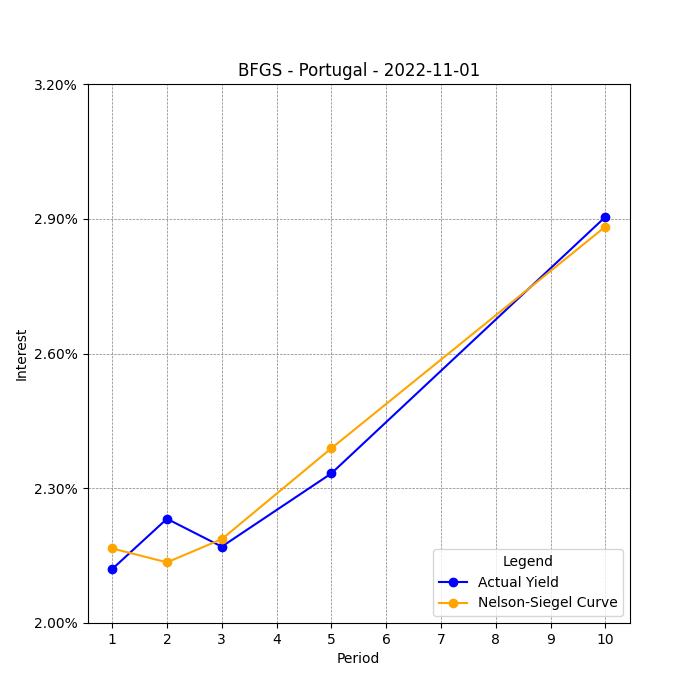 BFGS - Portugal - 2022-11-01
3.20%
2.90%
2.60%
2.30%
2.00%
Interest
1 2 3 4 5 6 7 8 9 10
Period
Legend
Actual Yield
Nelson-Siegel Curve